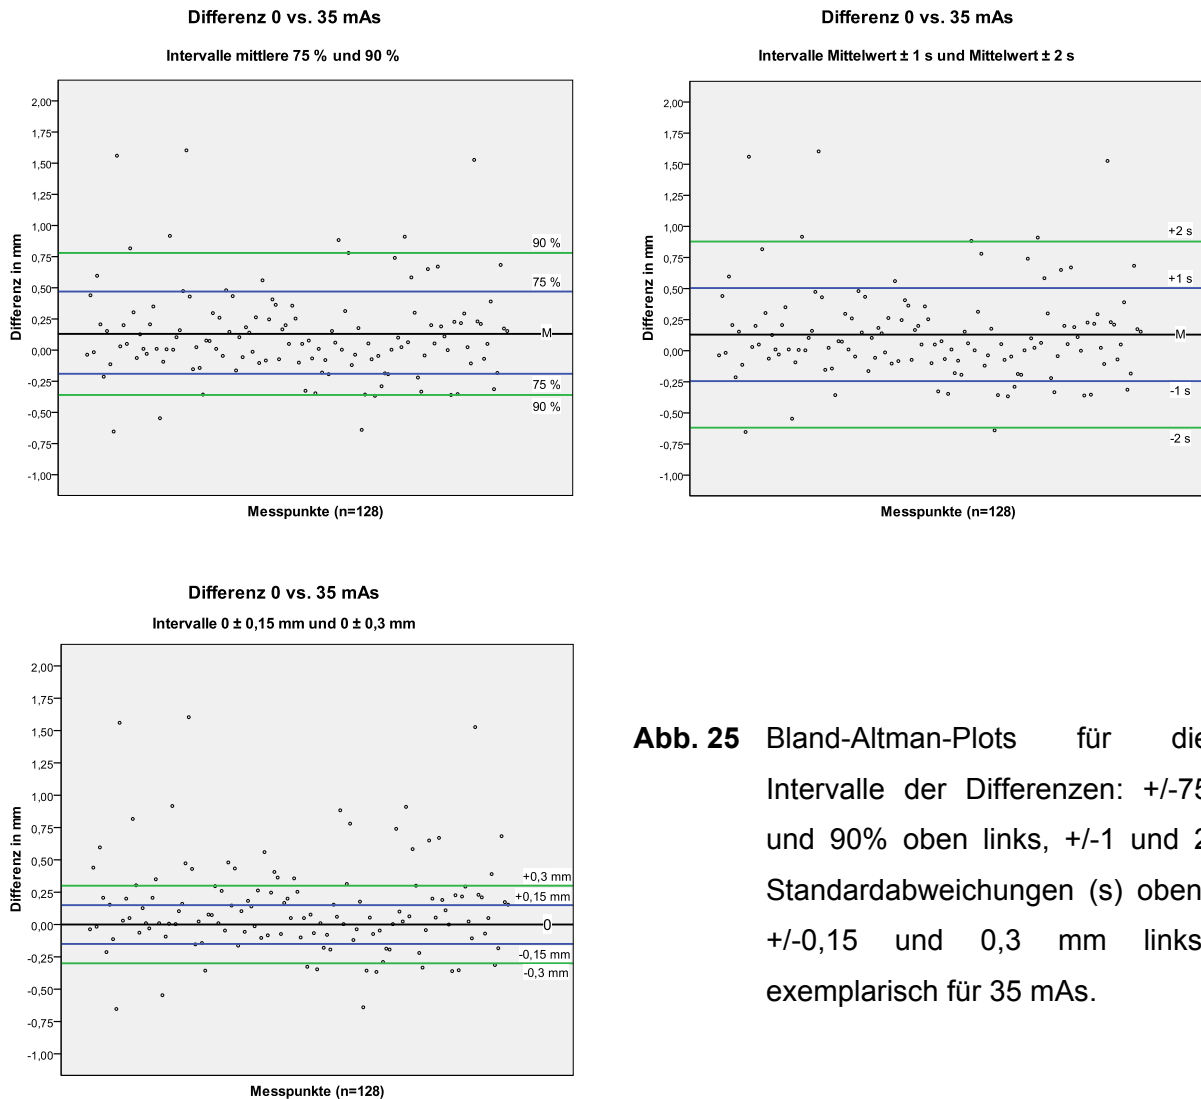 Differenz 0 vs. 35 mAs
Intervalle mittlere 75 % und 90 %
Differenz in mm
2,00
1,75
1,50
1,25
1,00
0,75
0,50
0,25
0,00
-0,25
-0,50
-0,75
-1,00
90 %
75 %
M
75 %
90 %
Messpunkte (n=128)
Differenz 0 vs. 35 mAs
Intervalle Mittelwert ± 1 s und Mittelwert ± 2 s
Differenz in mm
2,00
1,75
1,50
1,25
1,00
0,75
0,50
0,25
0,00
-0,25
-0,50
-0,75
-1,00
+2 s
+1 s
M
-1 s
-2 s
Messpunkte (n=128)
Differenz 0 vs. 35 mAs
Intervalle 0 ± 0,15 mm und 0 ± 0,3 mm
Differenz in mm
2,00
1,75
1,50
1,25
1,00
0,75
0,50
0,25
0,00
-0,25
-0,50
-0,75
-1,00
+0,3 mm
+0,15 mm
0
-0,15 mm
-0,3 mm
Messpunkte (n=128)
Abb. 25 Bland-Altman-Plots für die
Intervalle der Differenzen: +/-75
und 90% oben links, +/-1 und 2
Standardabweichungen (s) oben
+/-0,15 und 0,3 mm links
exemplarisch für 35 mAs.